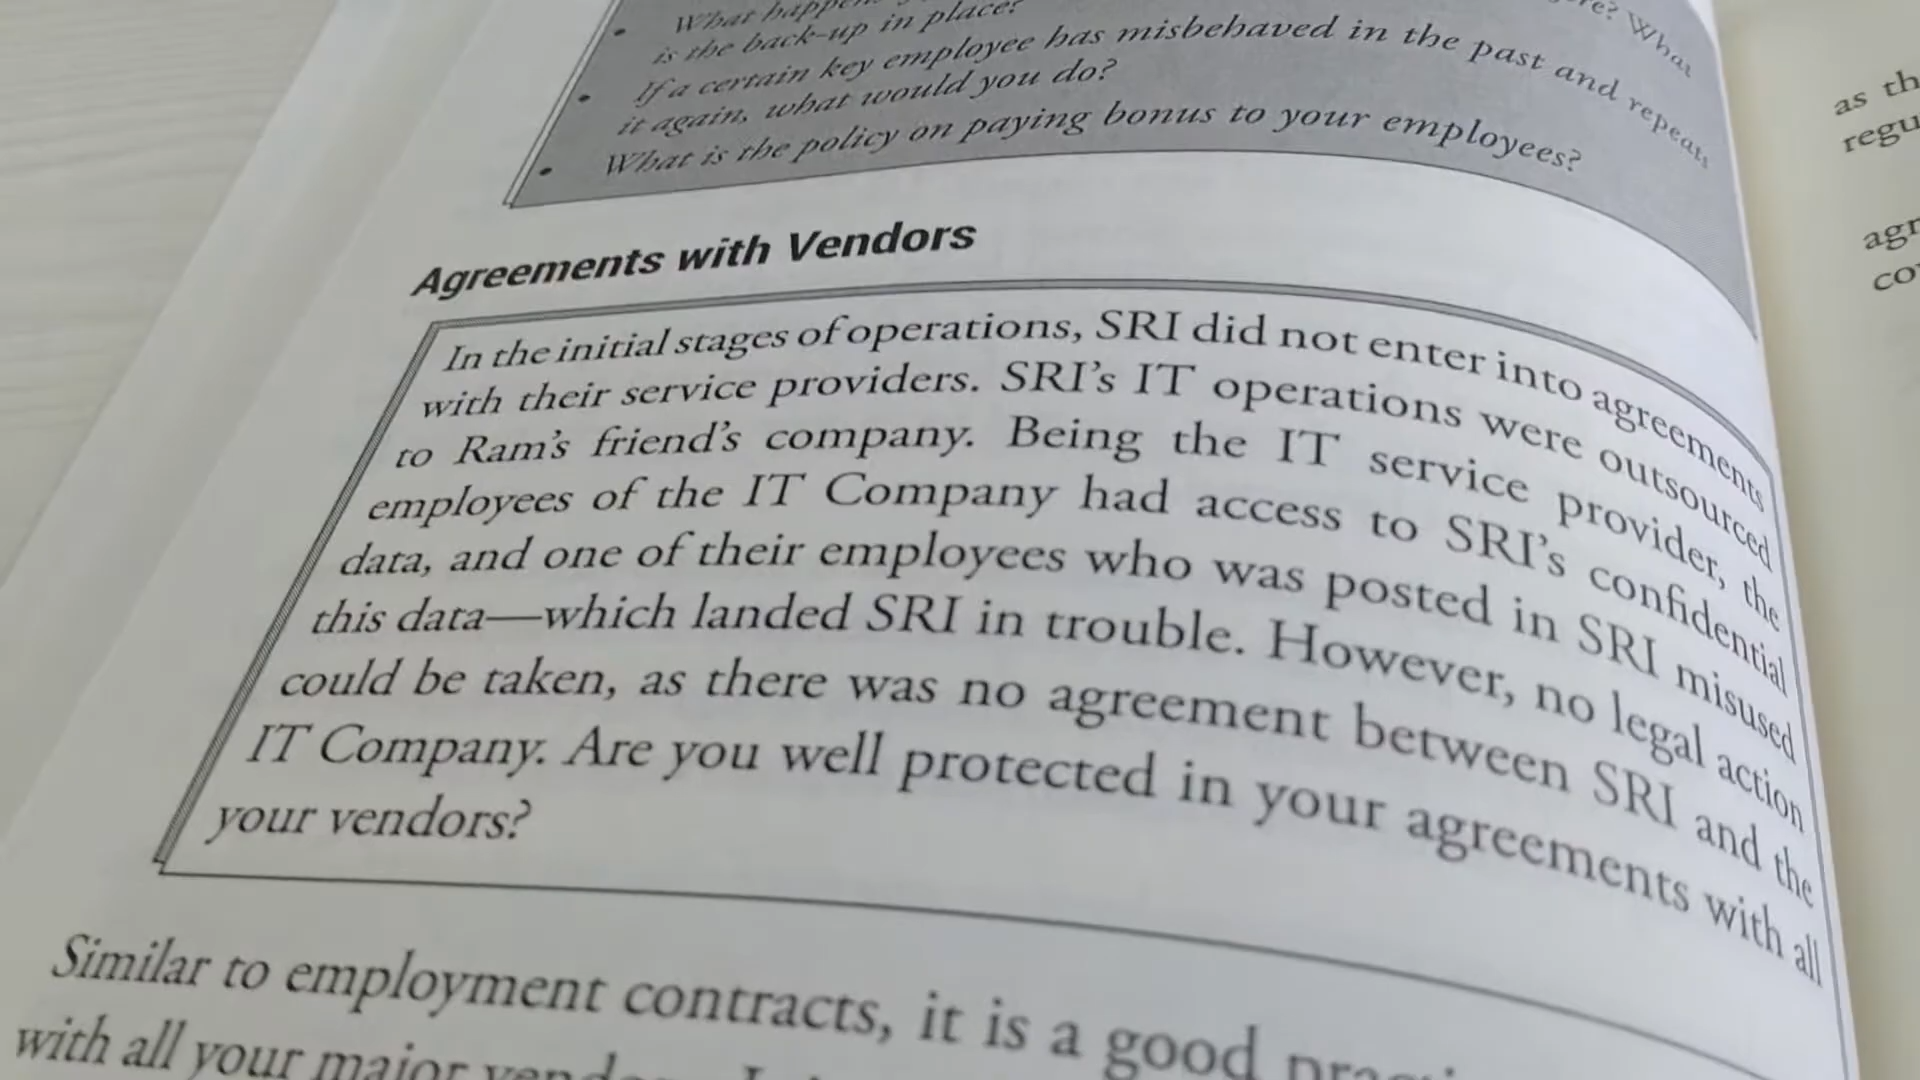 What
• What
is the back-up in place?
• If a certain key employee has misbehaved in the past and repeats
it again, what would you do?
• What is the policy on paying bonus to your employees?
Agreements with Vendors
In the initial stages of operations, SRI did not enter into agreements
with their service providers. SRI's IT operations were outsourced
to Ram's friend's company. Being the IT service provider, the
employees of the IT Company had access to SRI's confidential
data, and one of their employees who was posted in SRI misused
this data—which landed SRI in trouble. However, no legal action
could be taken, as there was no agreement between SRI and the
IT Company. Are you well protected in your agreements with all
your vendors?
Similar to employment contracts, it is a good
with all your major
as